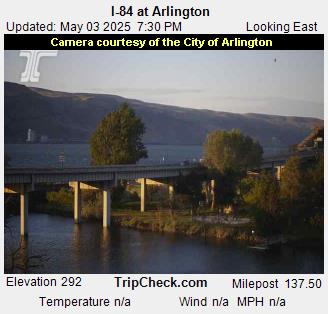 I-84 at Arlington
Updated: May 03 2025 7:30 PM Looking East
Camera courtesy of the City of Arlington
Elevation 292 TripCheck.com Milepost 137.50
Temperature n/a Wind n/a MPH n/a